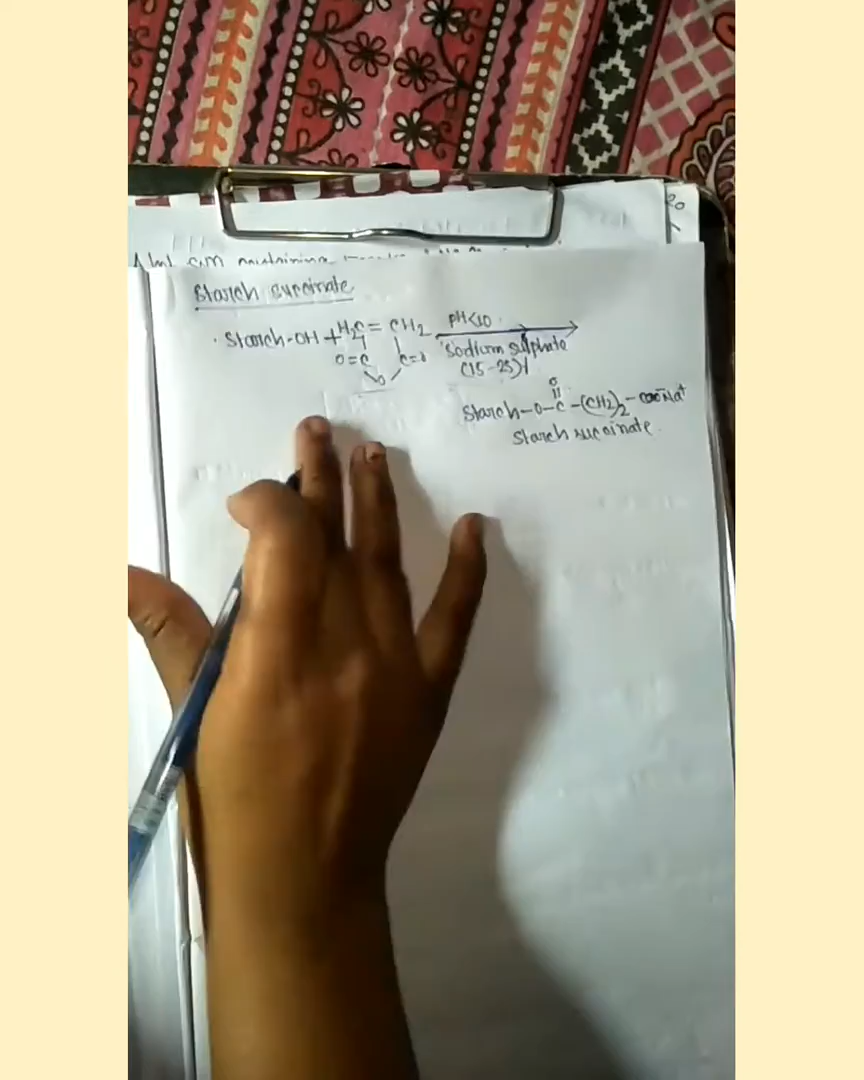 Starch succinate
Starch-OH + H₂C = CH₂ pH<10
O=C C=O Sodium sulphate
O (15-25)%
O
Starch-O-C-(CH₂)₂-COO⁻Na⁺
Starch succinate.